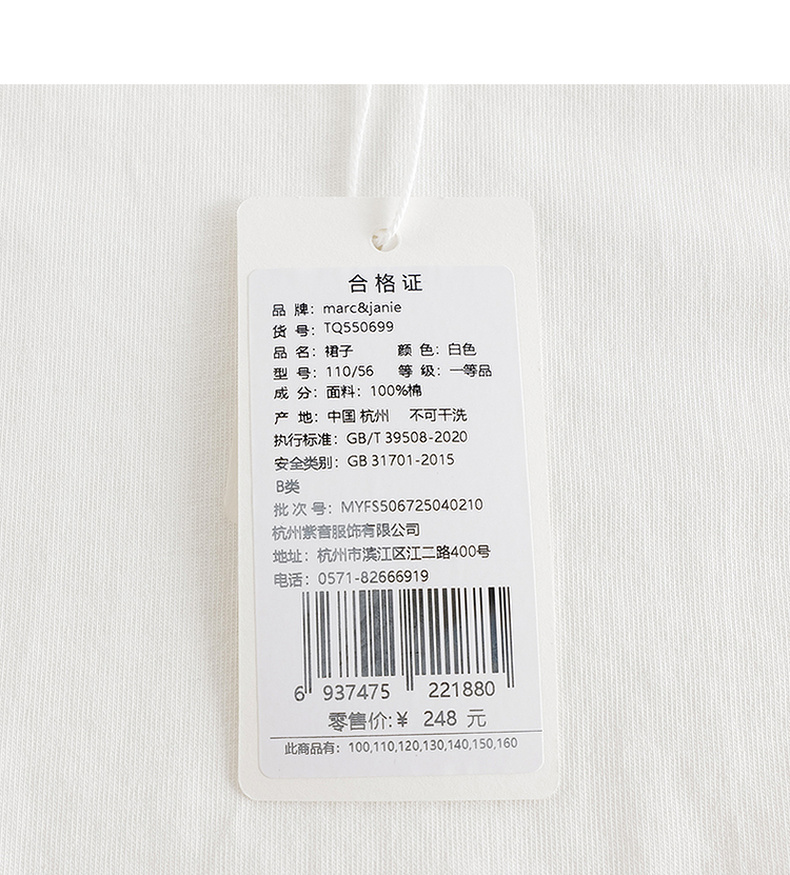 合格证
品 牌：marc&janie
货 号：TQ550699
品 名：裙子 颜 色：白色
型 号：110/56 等 级：一等品
成 分：面料：100%棉
产 地：中国 杭州 不可干洗
执行标准：GB/T 39508-2020
安全类别：GB 31701-2015
B类
批 次 号：MYFS506725040210
杭州紫音服饰有限公司
地址：杭州市滨江区江二路400号
电话：0571-82666919
6 937475 221880
零售价:¥ 248 元
此商品有：100,110,120,130,140,150,160